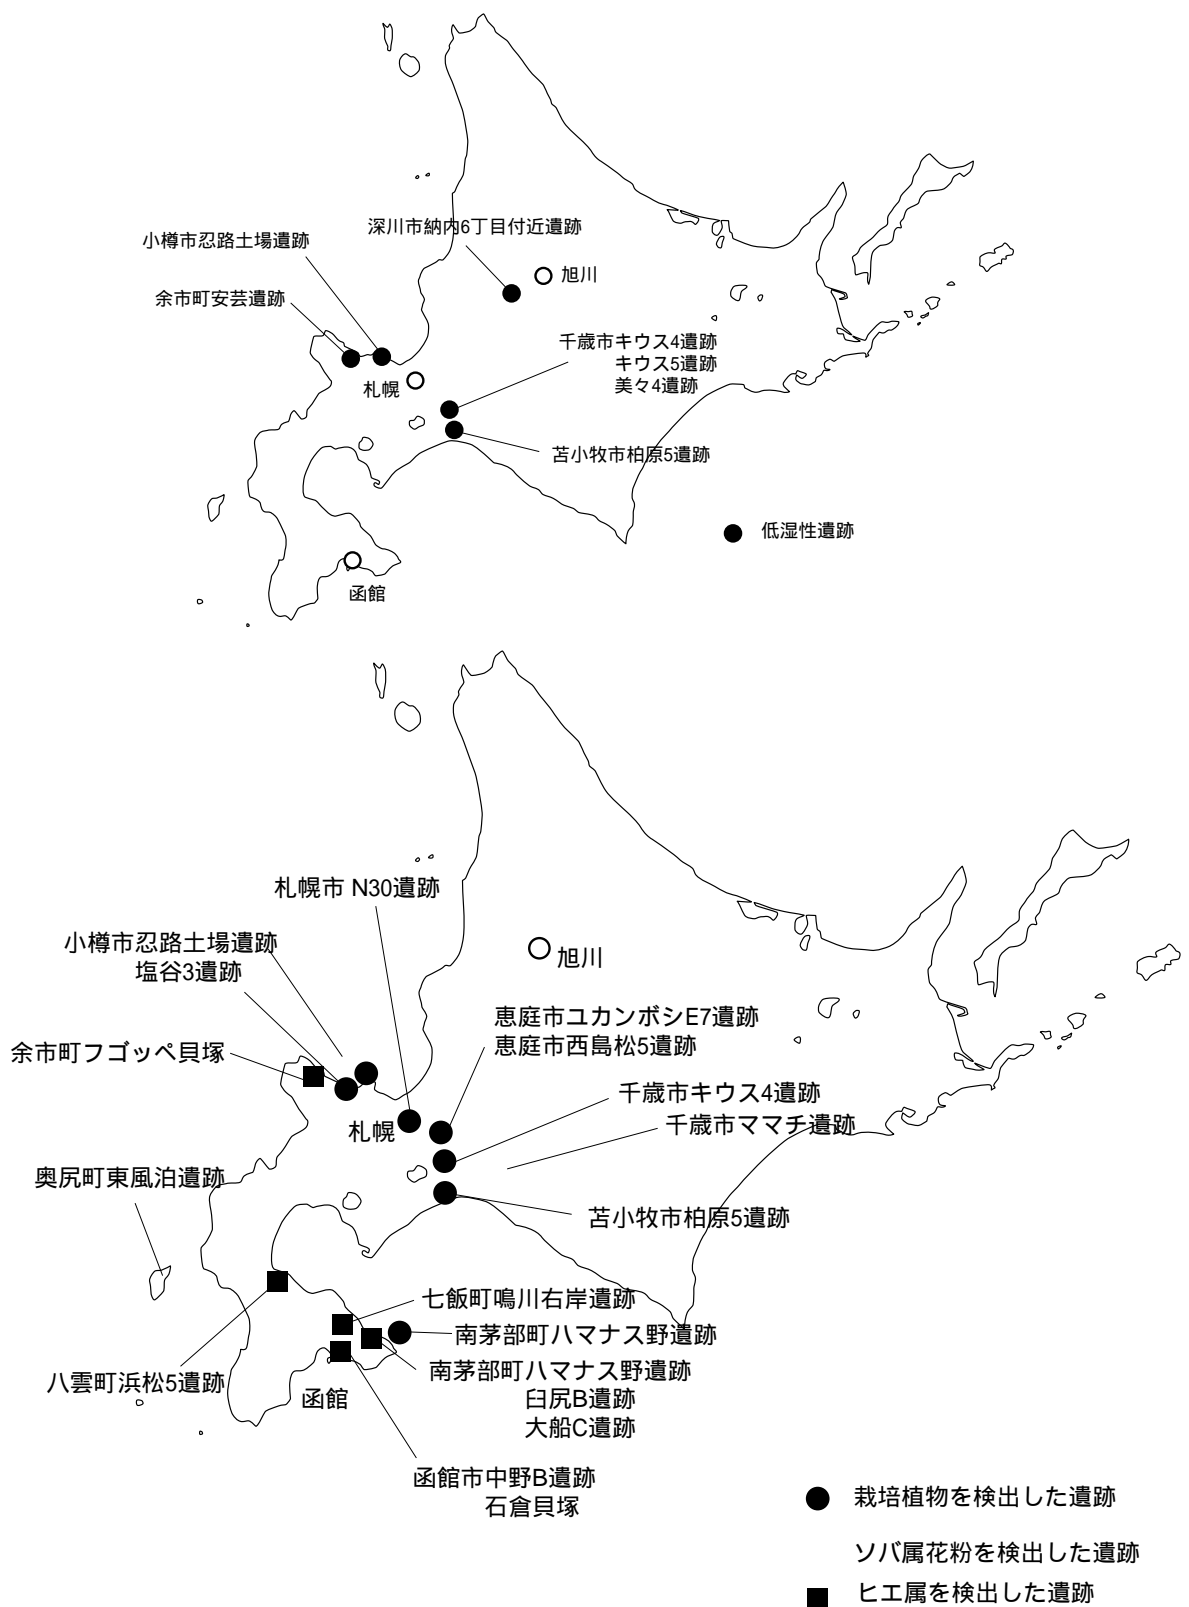 深川市納内6丁目付近遺跡
小樽市忍路土場遺跡
旭川
余市町安芸遺跡
千歳市キウス4遺跡
キウス5遺跡
美々4遺跡
札幌
苫小牧市柏原5遺跡
低湿性遺跡
函館
札幌市 N30遺跡
小樽市忍路土場遺跡
塩谷3遺跡
旭川
恵庭市ユカンボシE7遺跡
恵庭市西島松5遺跡
余市町フゴッペ貝塚
千歳市キウス4遺跡
千歳市ママチ遺跡
札幌
奥尻町東風泊遺跡
苫小牧市柏原5遺跡
七飯町鳴川右岸遺跡
南茅部町ハマナス野遺跡
南茅部町ハマナス野遺跡
臼尻B遺跡
大船C遺跡
八雲町浜松5遺跡
函館
函館市中野B遺跡
石倉貝塚
栽培植物を検出した遺跡
ソバ属花粉を検出した遺跡
ヒエ属を検出した遺跡